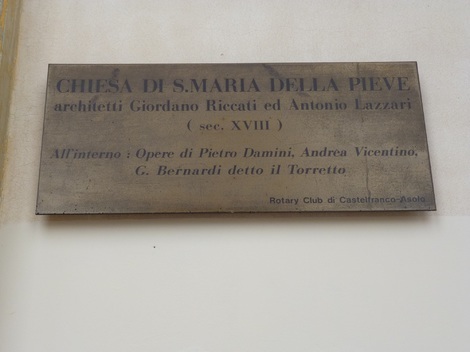 CHIESA DI S.MARIA DELLA PIEVE
architetti Giordano Riccati ed Antonio Lazzari
( sec. XVIII )
All'interno : Opere di Pietro Damini, Andrea Vicentino,
G. Bernardi detto il Torretto
Rotary Club di Castelfranco-Asolo